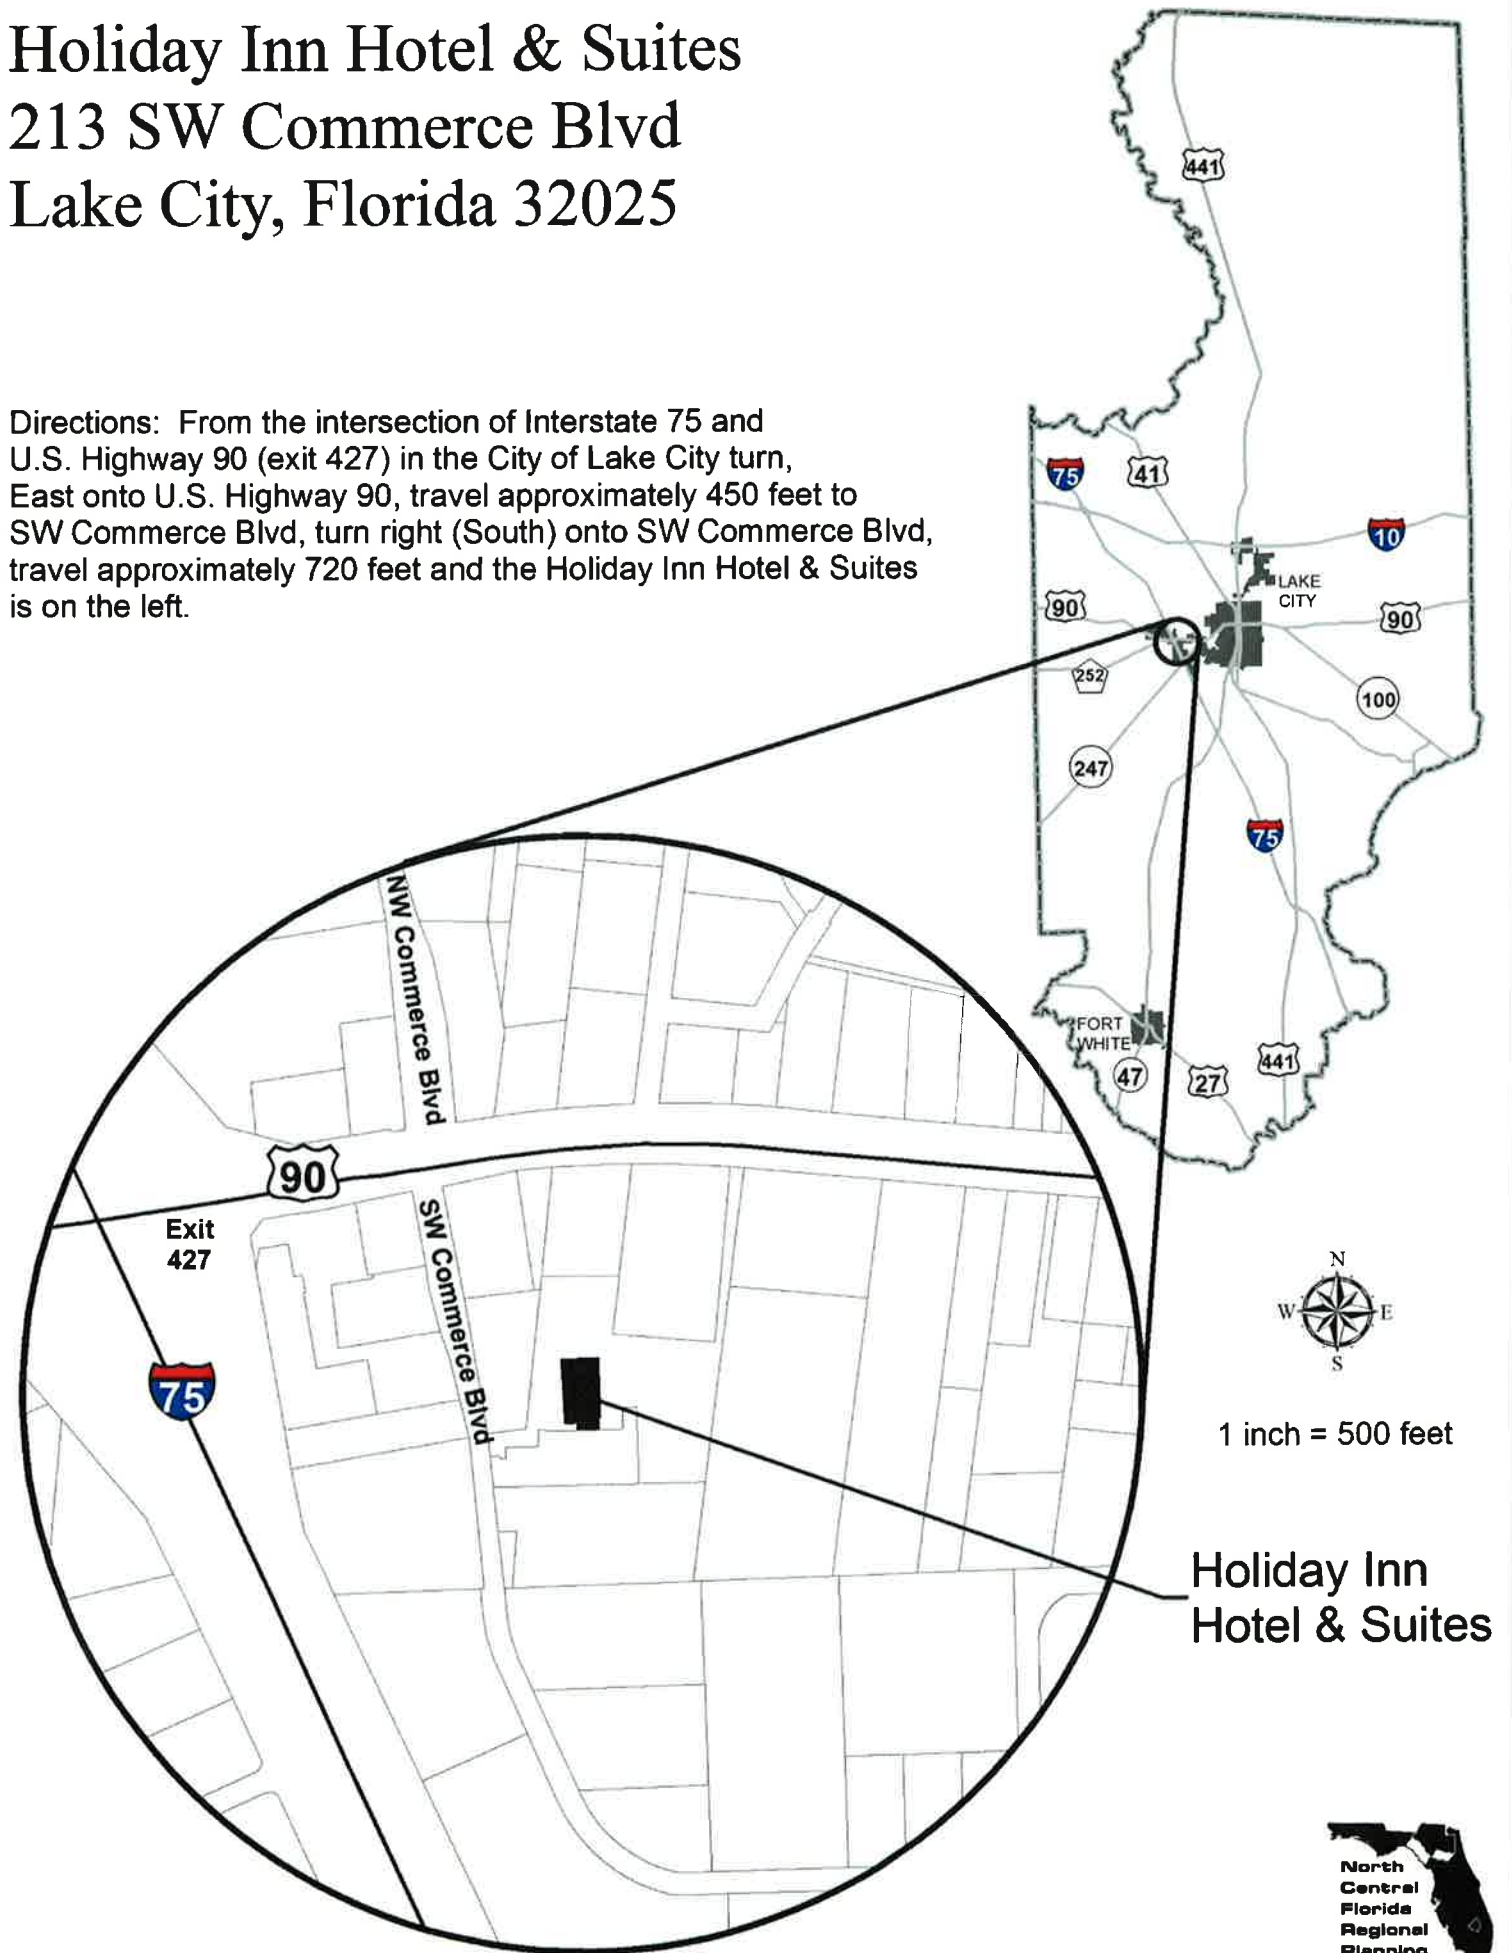 Holiday Inn Hotel & Suites
213 SW Commerce Blvd
Lake City, Florida 32025
Directions: From the intersection of Interstate 75 and
U.S. Highway 90 (exit 427) in the City of Lake City turn,
East onto U.S. Highway 90, travel approximately 450 feet to
SW Commerce Blvd, turn right (South) onto SW Commerce Blvd,
travel approximately 720 feet and the Holiday Inn Hotel & Suites
is on the left.
441
75
41
10
LAKE
CITY
90
90
252
100
247
75
FORT
WHITE
47
27
441
NW Commerce Blvd
90
Exit
427
SW Commerce Blvd
75
N
W
E
S
1 inch = 500 feet
Holiday Inn
Hotel & Suites
North
Central
Florida
Regional
Planning